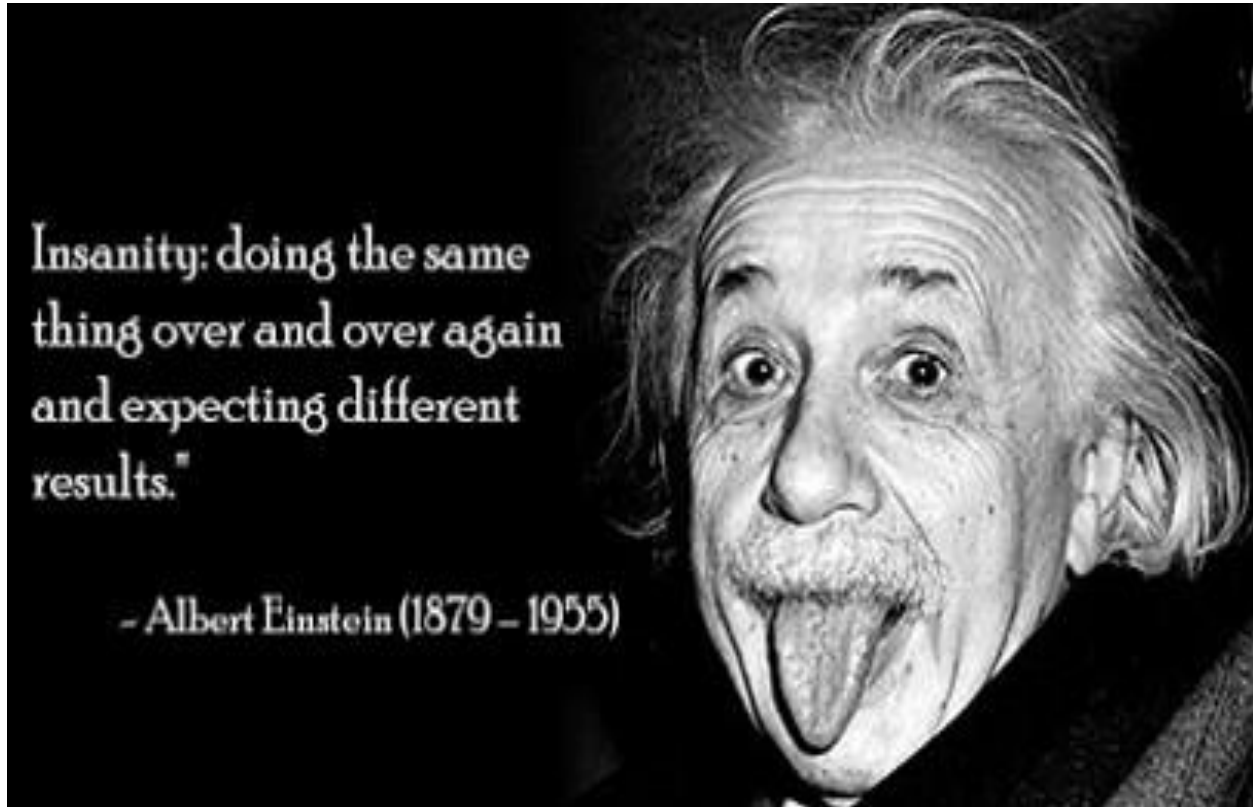 Insanity: doing the same
thing over and over again
and expecting different
results."
- Albert Einstein (1879 – 1955)